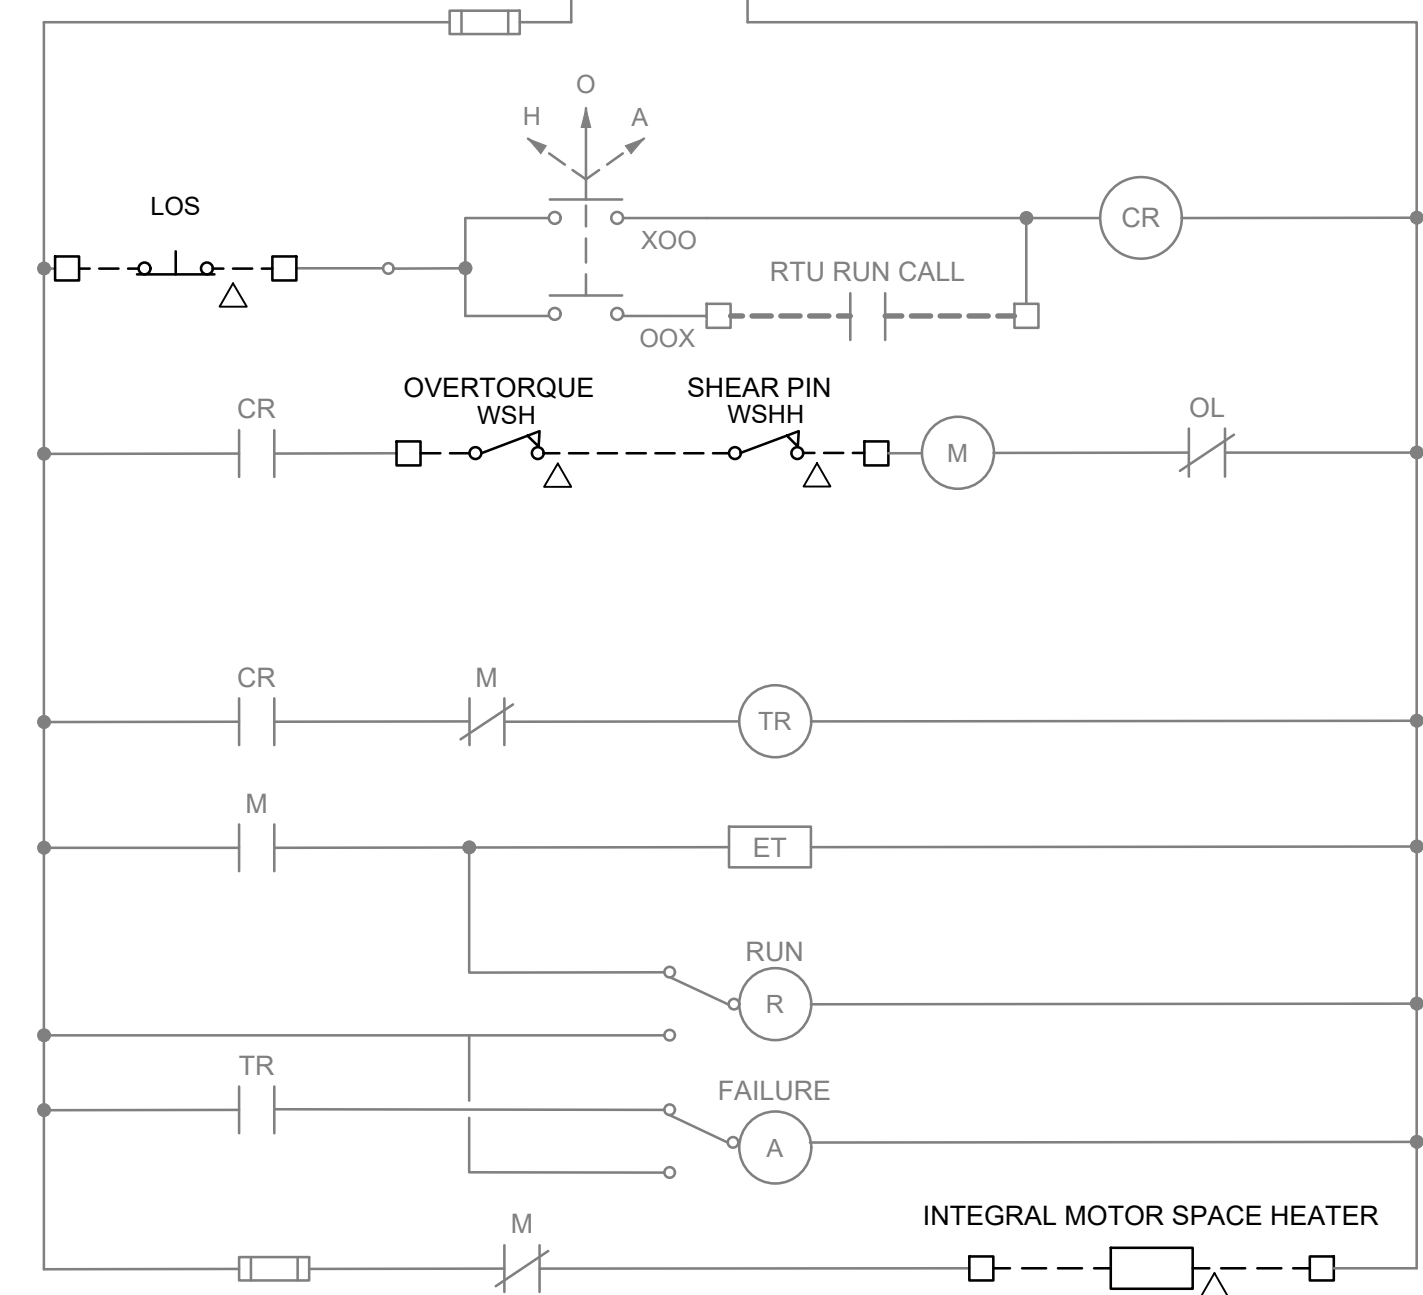 O
H
A
LOS
XOO
CR
RTU RUN CALL
OOX
OVERTORQUE
WSH
SHEAR PIN
WSHH
CR
OL
M
CR
M
TR
M
ET
RUN
R
TR
FAILURE
A
INTEGRAL MOTOR SPACE HEATER
M